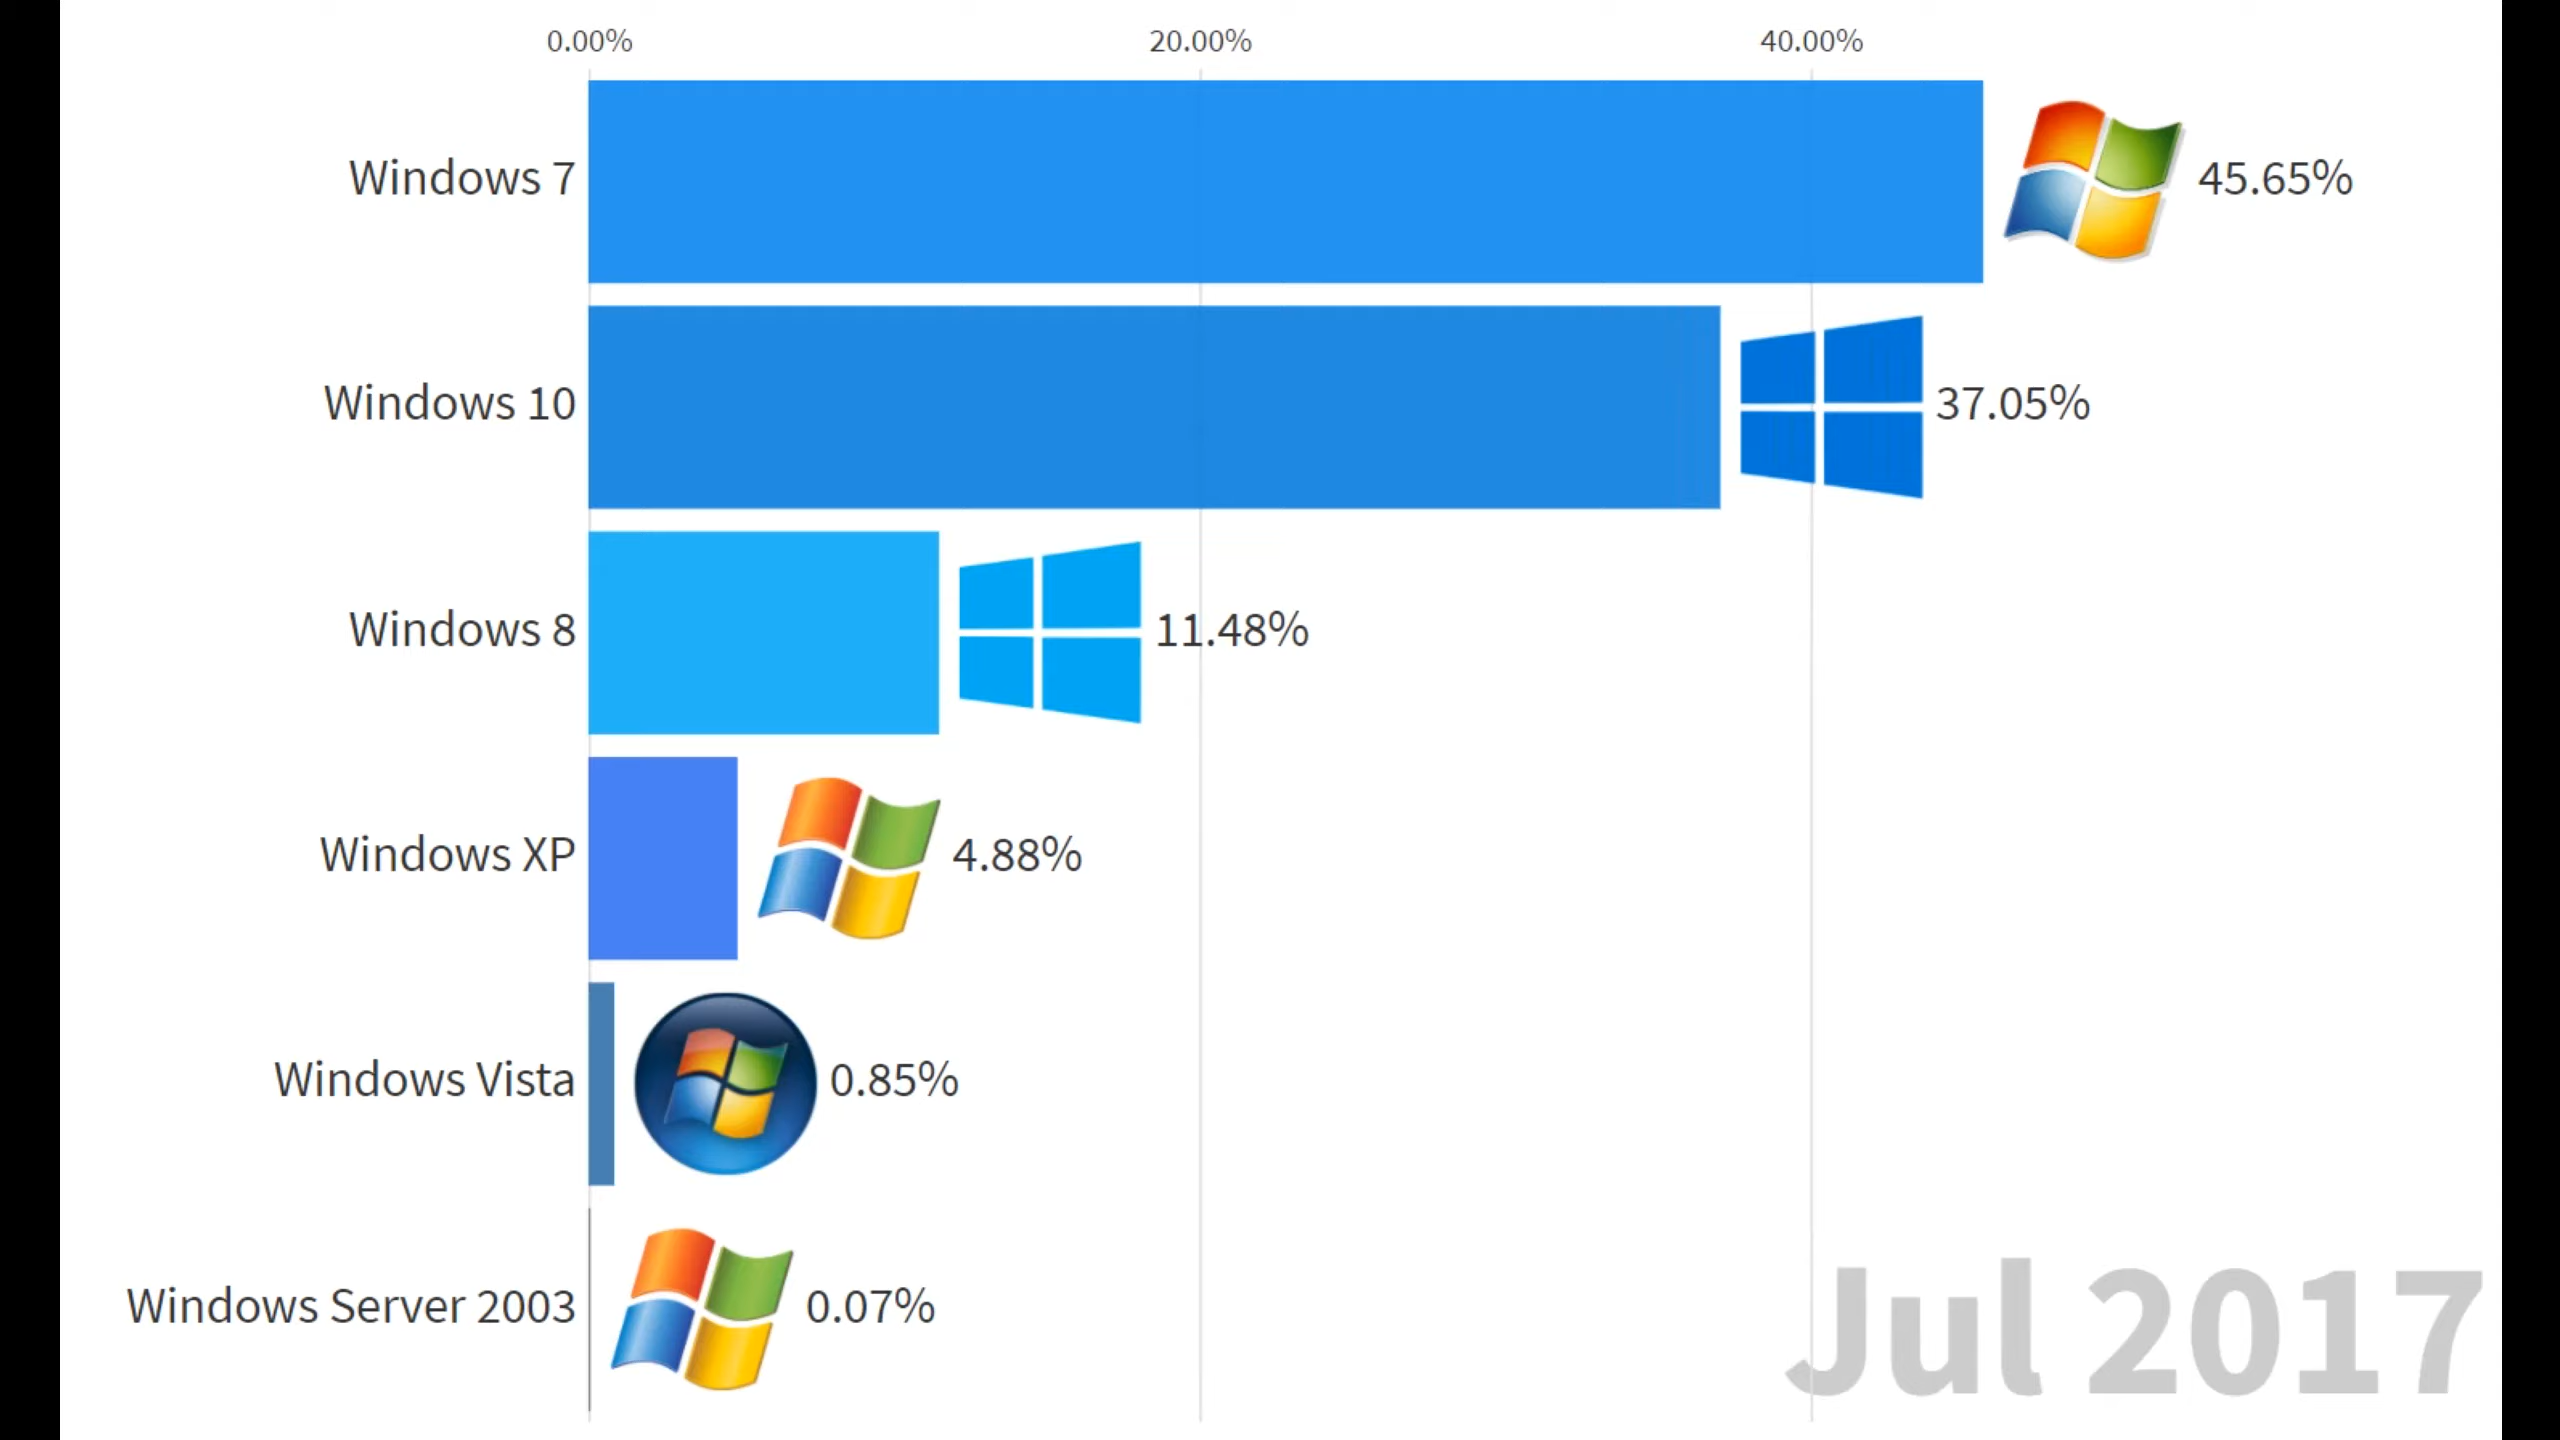 0.00% 20.00% 40.00%
Windows 7 45.65%
Windows 10 37.05%
Windows 8 11.48%
Windows XP 4.88%
Windows Vista 0.85%
Windows Server 2003 0.07%
Jul 2017